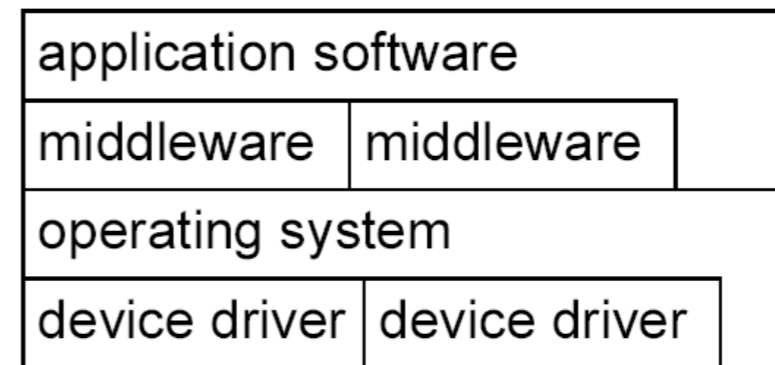 application software
middleware middleware
operating system
device driver device driver